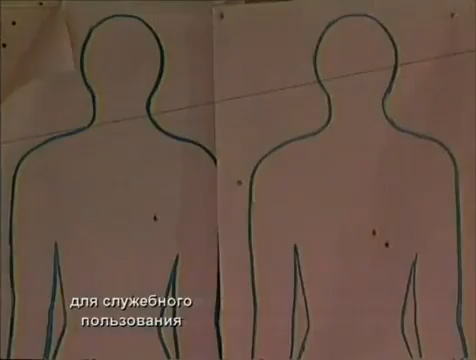 для служебного
пользования